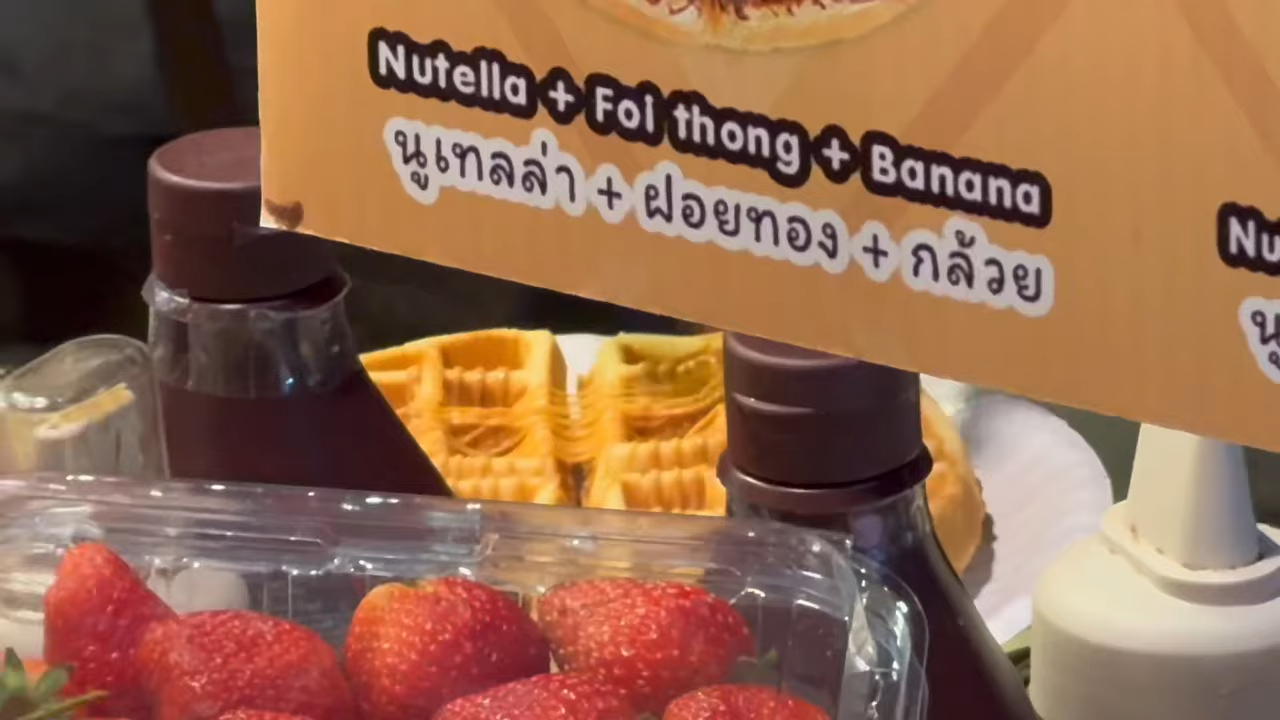 Nutella + Foi thong + Banana
นูเทลล่า + ฝอยทอง + กล้วย